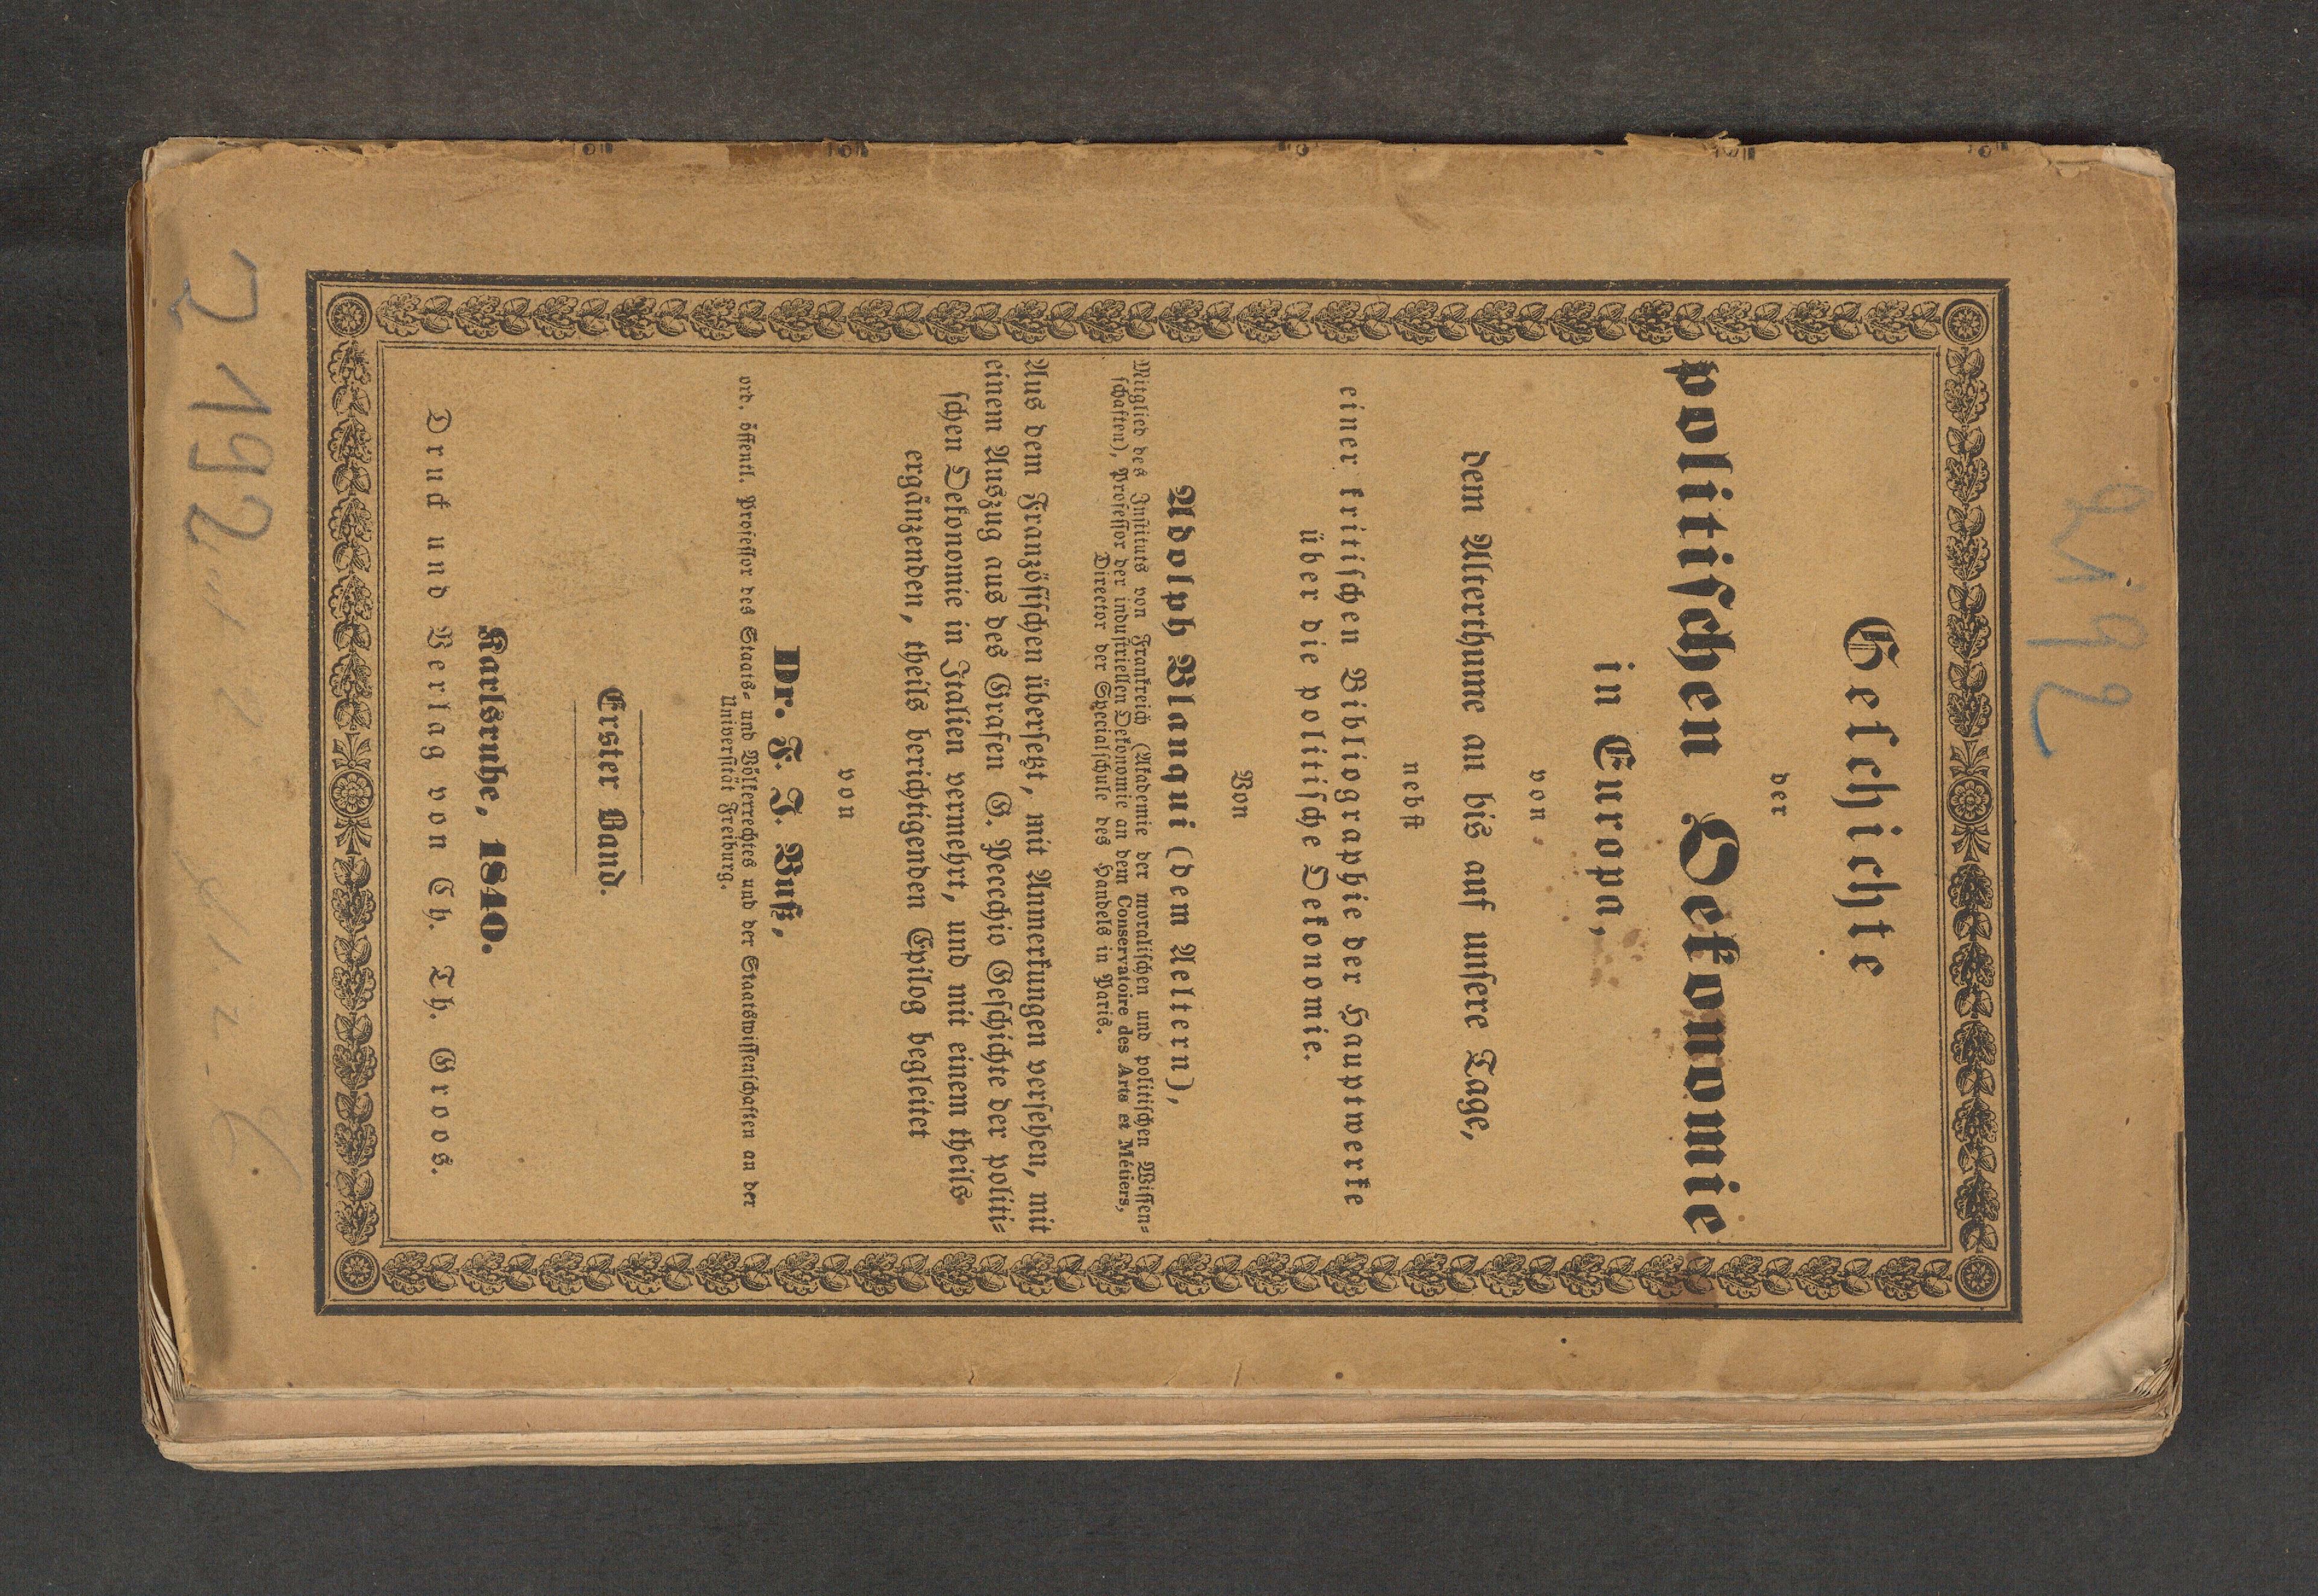 2192
Geschichte
der
politischen Oekonomie
in Europa,
von
dem Alterthume an bis auf unsere Tage,
nebst
einer kritischen Bibliographie der Hauptwerke
über die politische Oekonomie.
Von
Adolph Blanqui (dem Aeltern),
Mitglied des Instituts von Frankreich (Akademie der moralischen und politischen Wissen-
schaften), Professor der industriellen Oekonomie an dem Conservatoire des Arts et Métiers,
Director der Specialschule des Handels in Paris.
Aus dem Französischen übersetzt, mit Anmerkungen versehen, mit
einem Auszug aus des Grafen G. Pecchio Geschichte der politi-
schen Oekonomie in Italien vermehrt, und mit einem theils
ergänzenden, theils berichtigenden Epilog begleitet
von
Dr. F. J. Buß,
ord. öffentl. Professor des Staats- und Völkerrechtes und der Staatswissenschaften an der
Universität Freiburg.
Erster Band.
Karlsruhe, 1840.
Druck und Verlag von Ch. Th. Groos.
2192